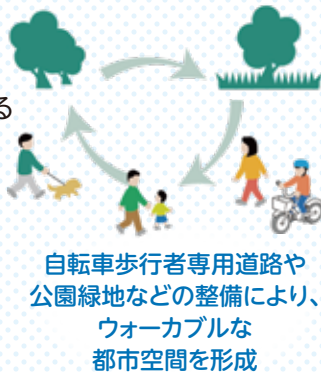 る
自転車歩行者専用道路や
公園緑地などの整備により、
ウォーカブルな
都市空間を形成